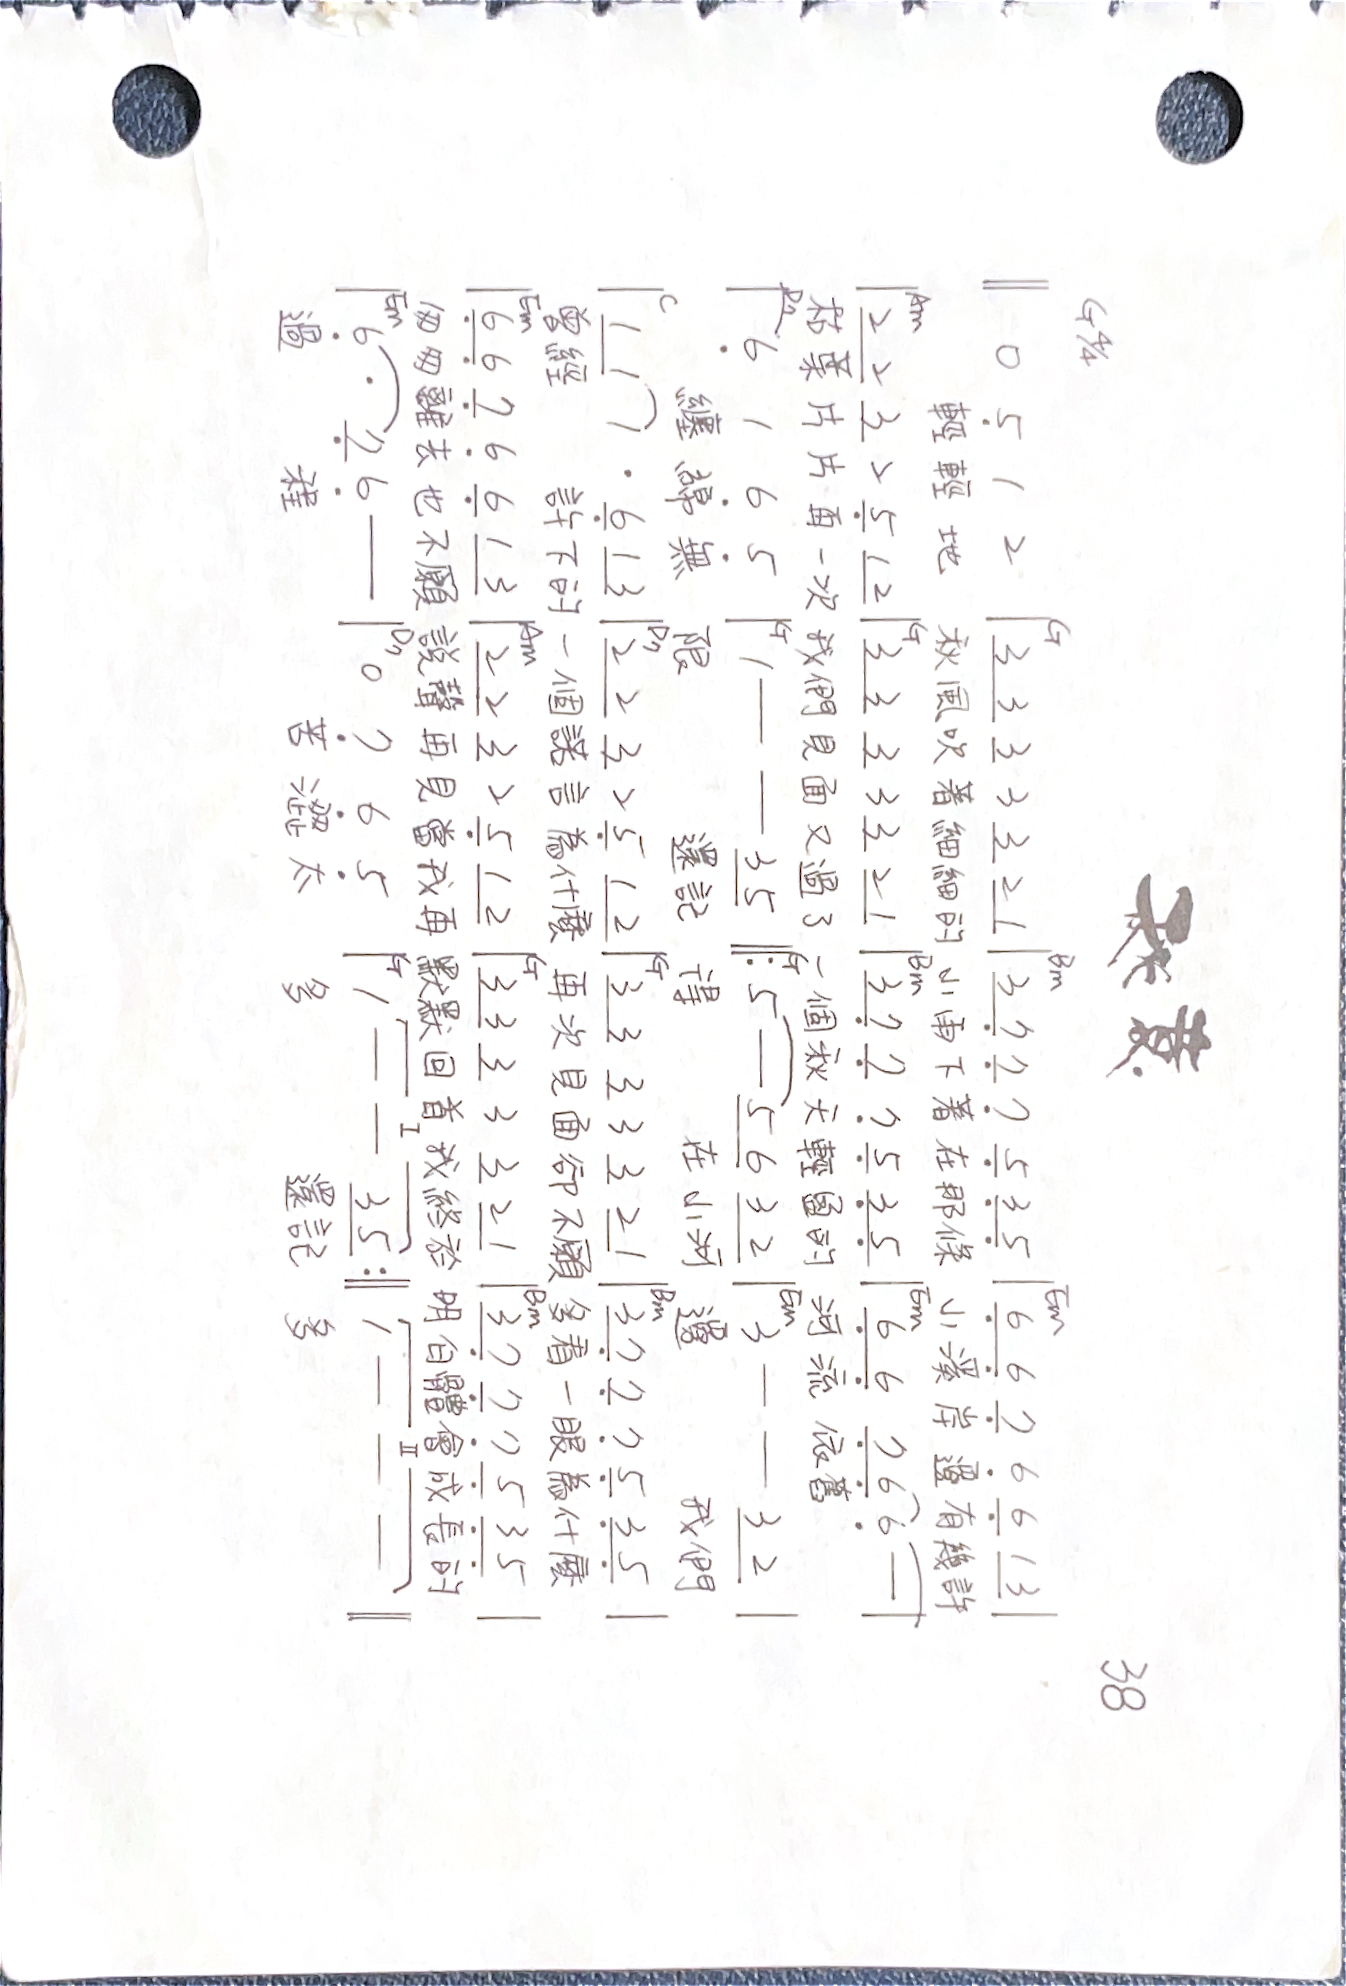 秋意
38
G 4/4
G Bm Em
‖ 0 5 1 2 | 3 3 3 3 3 2 1 | 3 7 7 7 5 3 5 | 6 6 7 6 6 1 3 |
輕輕地 秋風吹著細細的 小雨下著在那條 小溪岸邊有幾許
Am G Bm Em
| 2 2 3 2 5 1 2 | 3 3 3 3 3 2 1 | 3 7 7 7 5 3 5 | 6 6 7 6 6 — |
枯葉片片再一次 我們見面又過了 一個秋天輕盈的 河流依舊
D7 G G Em
| 6 1 6 5 | 1 — — 3 5 ‖: 5 — 5 6 3 2 | 3 — — 3 2 |
纏綿無 限 還記 得 在小河 邊 我們
C D7 G Bm
| 1 1 1 · 6 1 3 | 2 2 3 2 5 1 2 | 3 3 3 3 3 2 1 | 3 7 7 7 5 3 5 |
曾經 許下的 一個諾言為什麼 再次見面卻不願 多看一眼為什麼
Em Am G Bm
| 6 6 7 6 6 1 3 | 2 2 3 2 5 1 2 | 3 3 3 3 3 2 1 | 3 7 7 7 5 3 5 |
匆匆離去也不願 說聲再見當我再 默默回首我終於 明白體會成長的
Em D7 G I II
| 6 · 7 6 — | 0 7 6 5 | 1 — — 3 5 :‖ 1 — — — ‖
過 程 苦澀太 多 還記 多